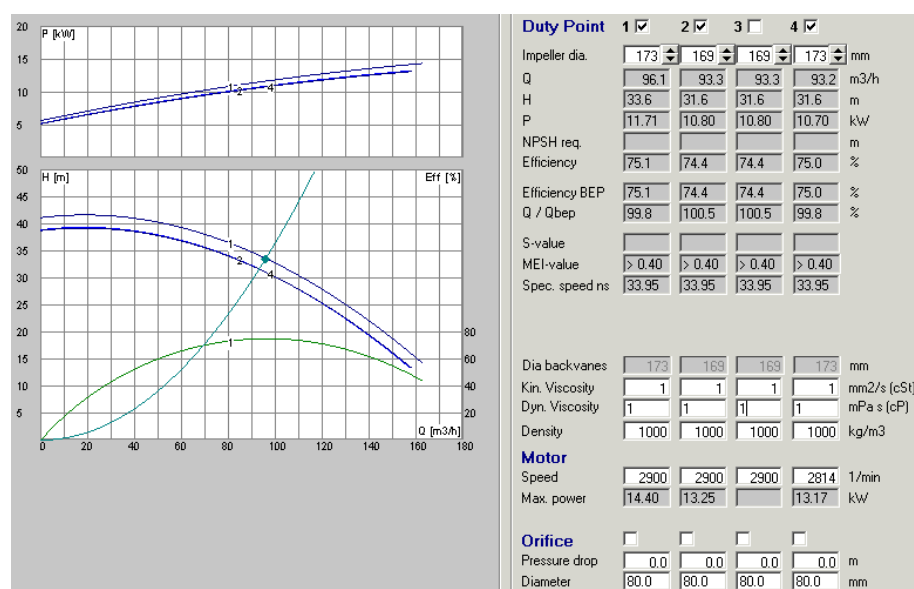 P [kW]
20
15
10
5
1 2 4
H [m] Eff [%]
50
45
40
35
30
25
20
15
10
5
1
2
4
1
80
60
40
20
Q [m3/h]
0 20 40 60 80 100 120 140 160 180
Duty Point 1 2 3 4
Impeller dia. 173 169 169 173 mm
Q 96.1 93.3 93.3 93.2 m3/h
H 33.6 31.6 31.6 31.6 m
P 11.71 10.80 10.80 10.70 kW
NPSH req. m
Efficiency 75.1 74.4 74.4 75.0 %
Efficiency BEP 75.1 74.4 74.4 75.0 %
Q / Qbep 99.8 100.5 100.5 99.8 %
S-value
MEI-value > 0.40 > 0.40 > 0.40 > 0.40
Spec. speed ns 33.95 33.95 33.95 33.95
Dia backvanes 173 169 169 173 mm
Kin. Viscosity 1 1 1 1 mm2/s (cSt)
Dyn. Viscosity 1 1 1 1 mPa s (cP)
Density 1000 1000 1000 1000 kg/m3
Motor
Speed 2900 2900 2900 2814 1/min
Max. power 14.40 13.25 13.17 kW
Orifice
Pressure drop 0.0 0.0 0.0 0.0 m
Diameter 80.0 80.0 80.0 80.0 mm